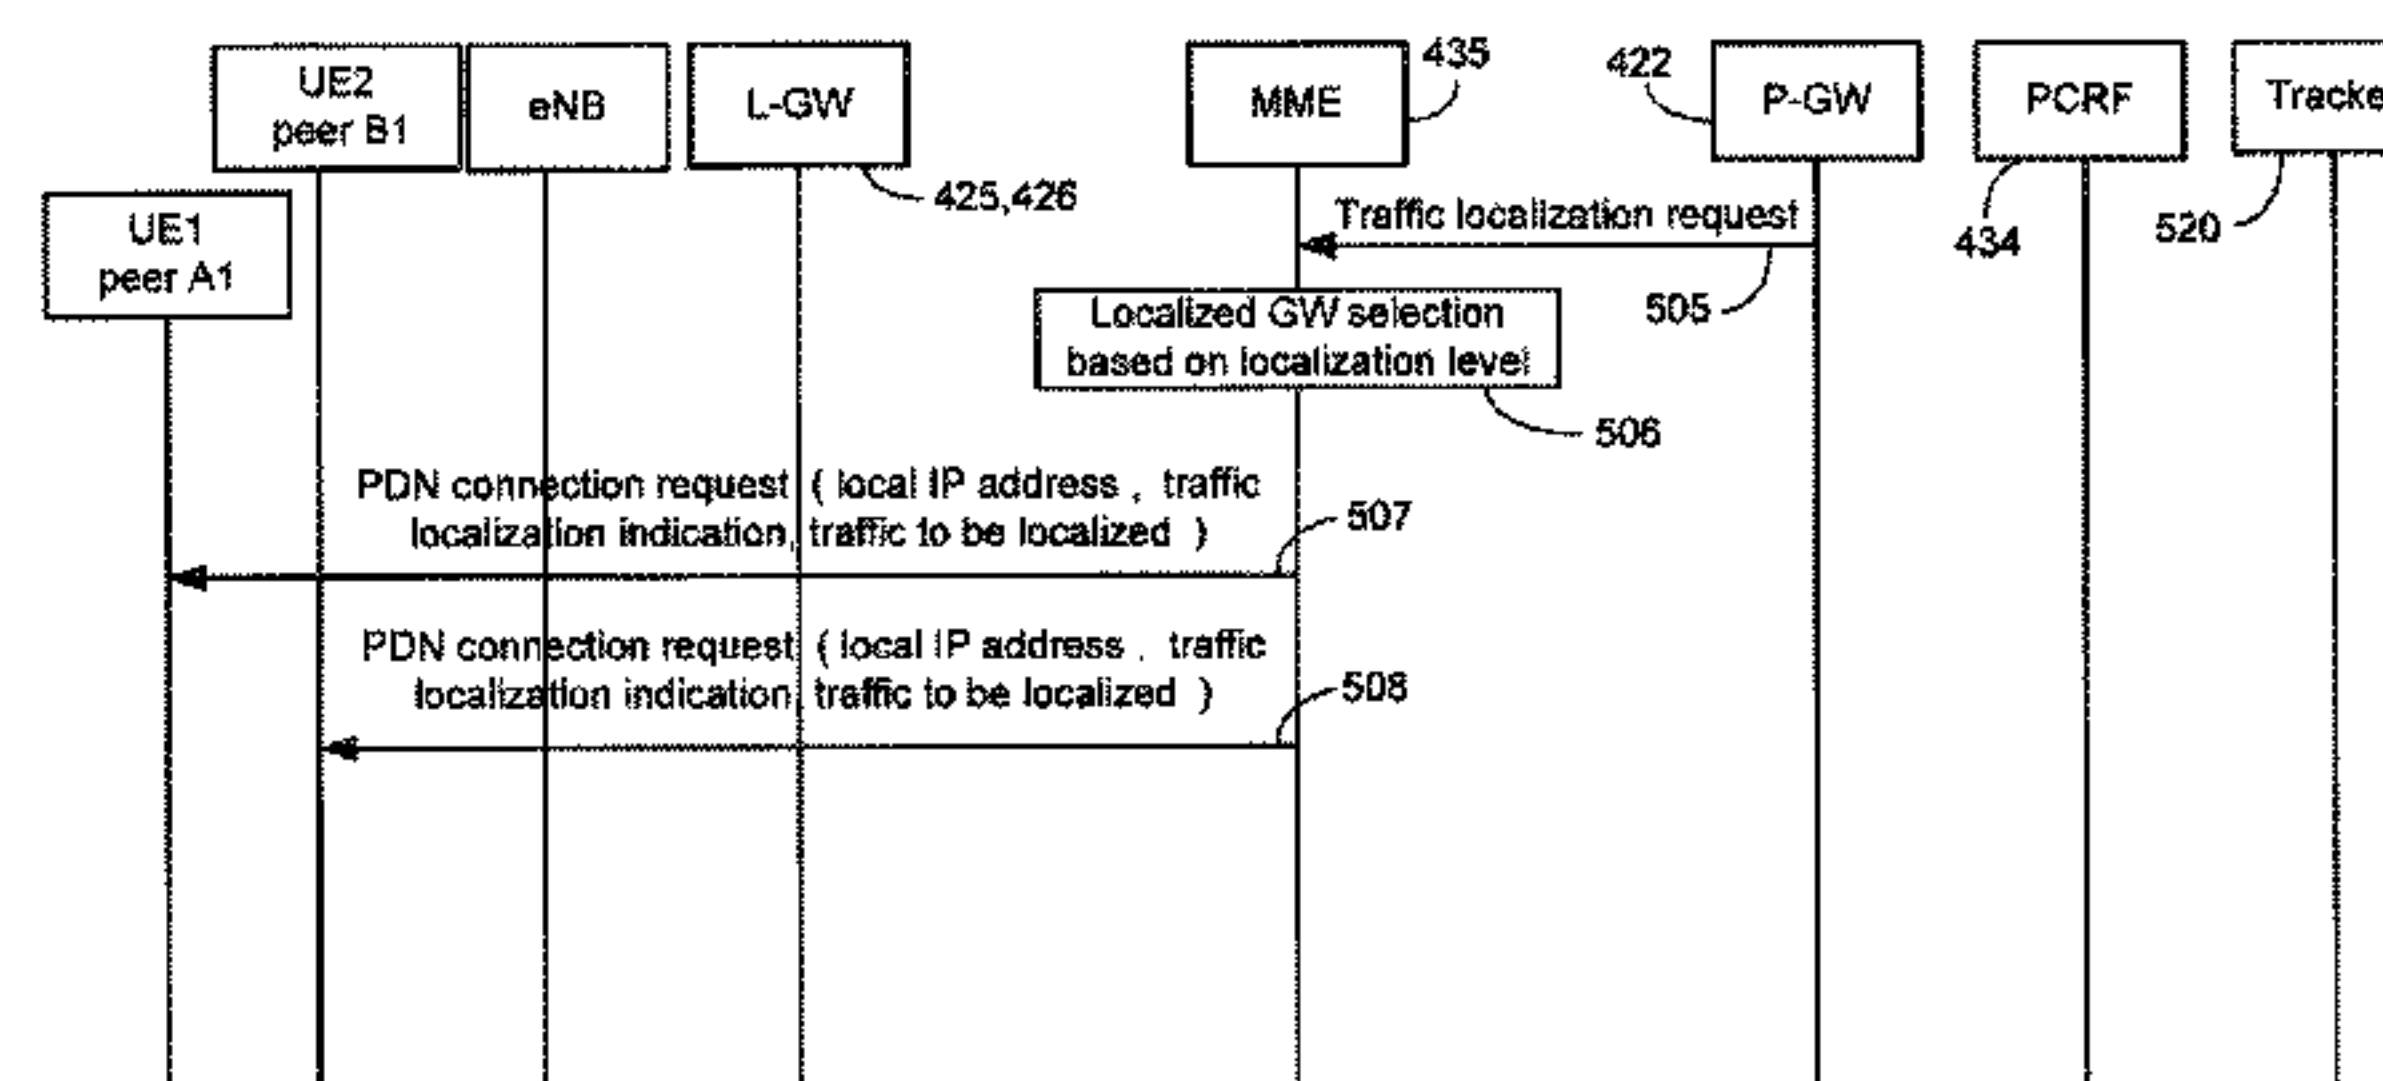 UE2
peer B1
eNB
L-GW
MME
435
422
P-GW
PCRF
Tracke
425,426
UE1
peer A1
Traffic localization request
434
520
505
Localized GW selection
based on localization level
506
PDN connection request ( local IP address , traffic
localization indication, traffic to be localized )
507
PDN connection request ( local IP address , traffic
localization indication, traffic to be localized )
508